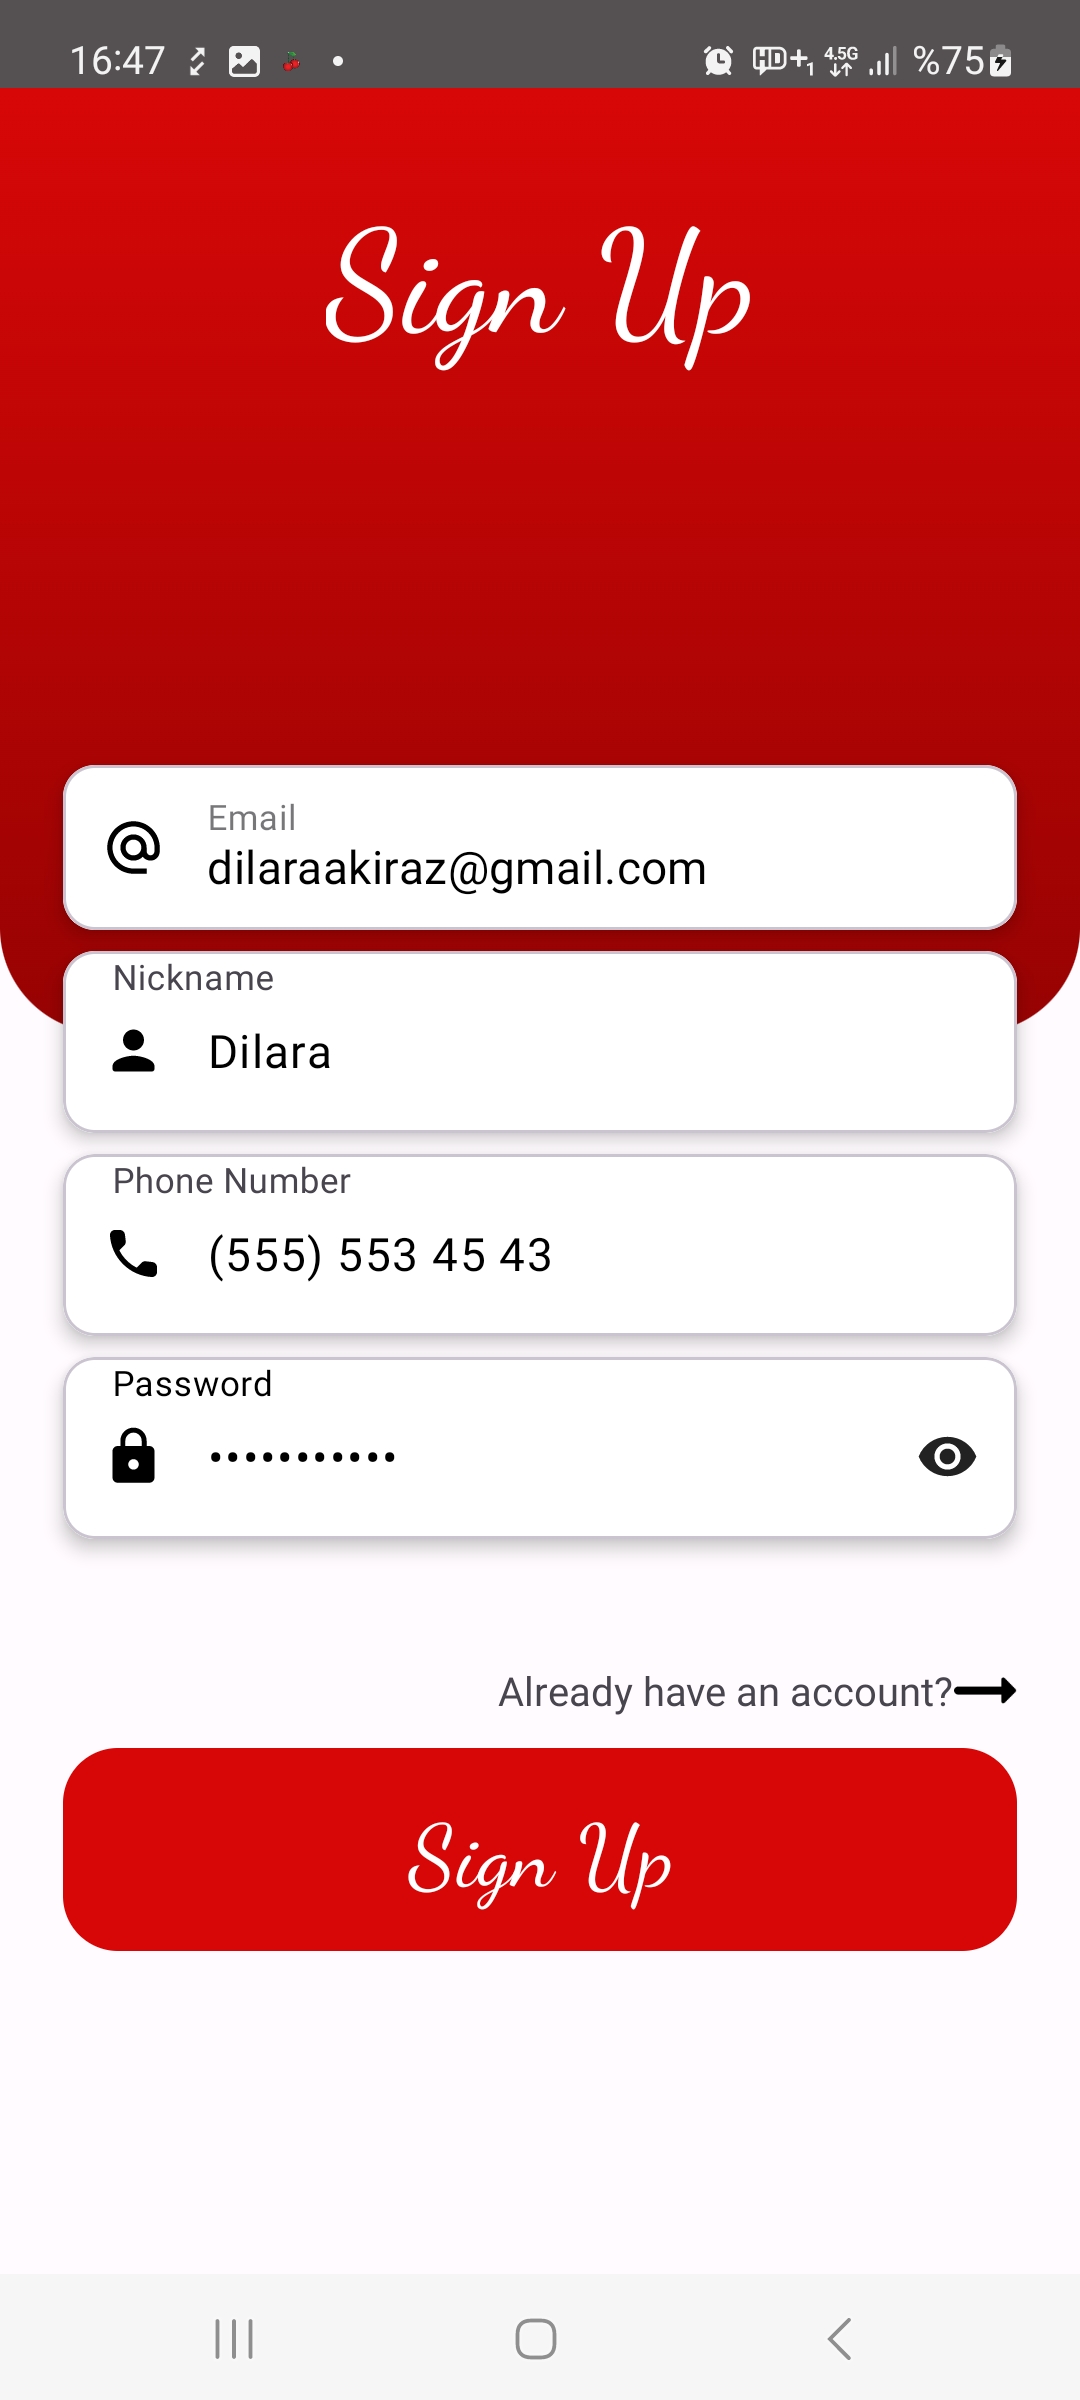 16:47 HD+1 4.5G %75
Sign Up
Email
dilaraakiraz@gmail.com
Nickname
Dilara
Phone Number
(555) 553 45 43
Password
•••••••••••
Already have an account?
Sign Up